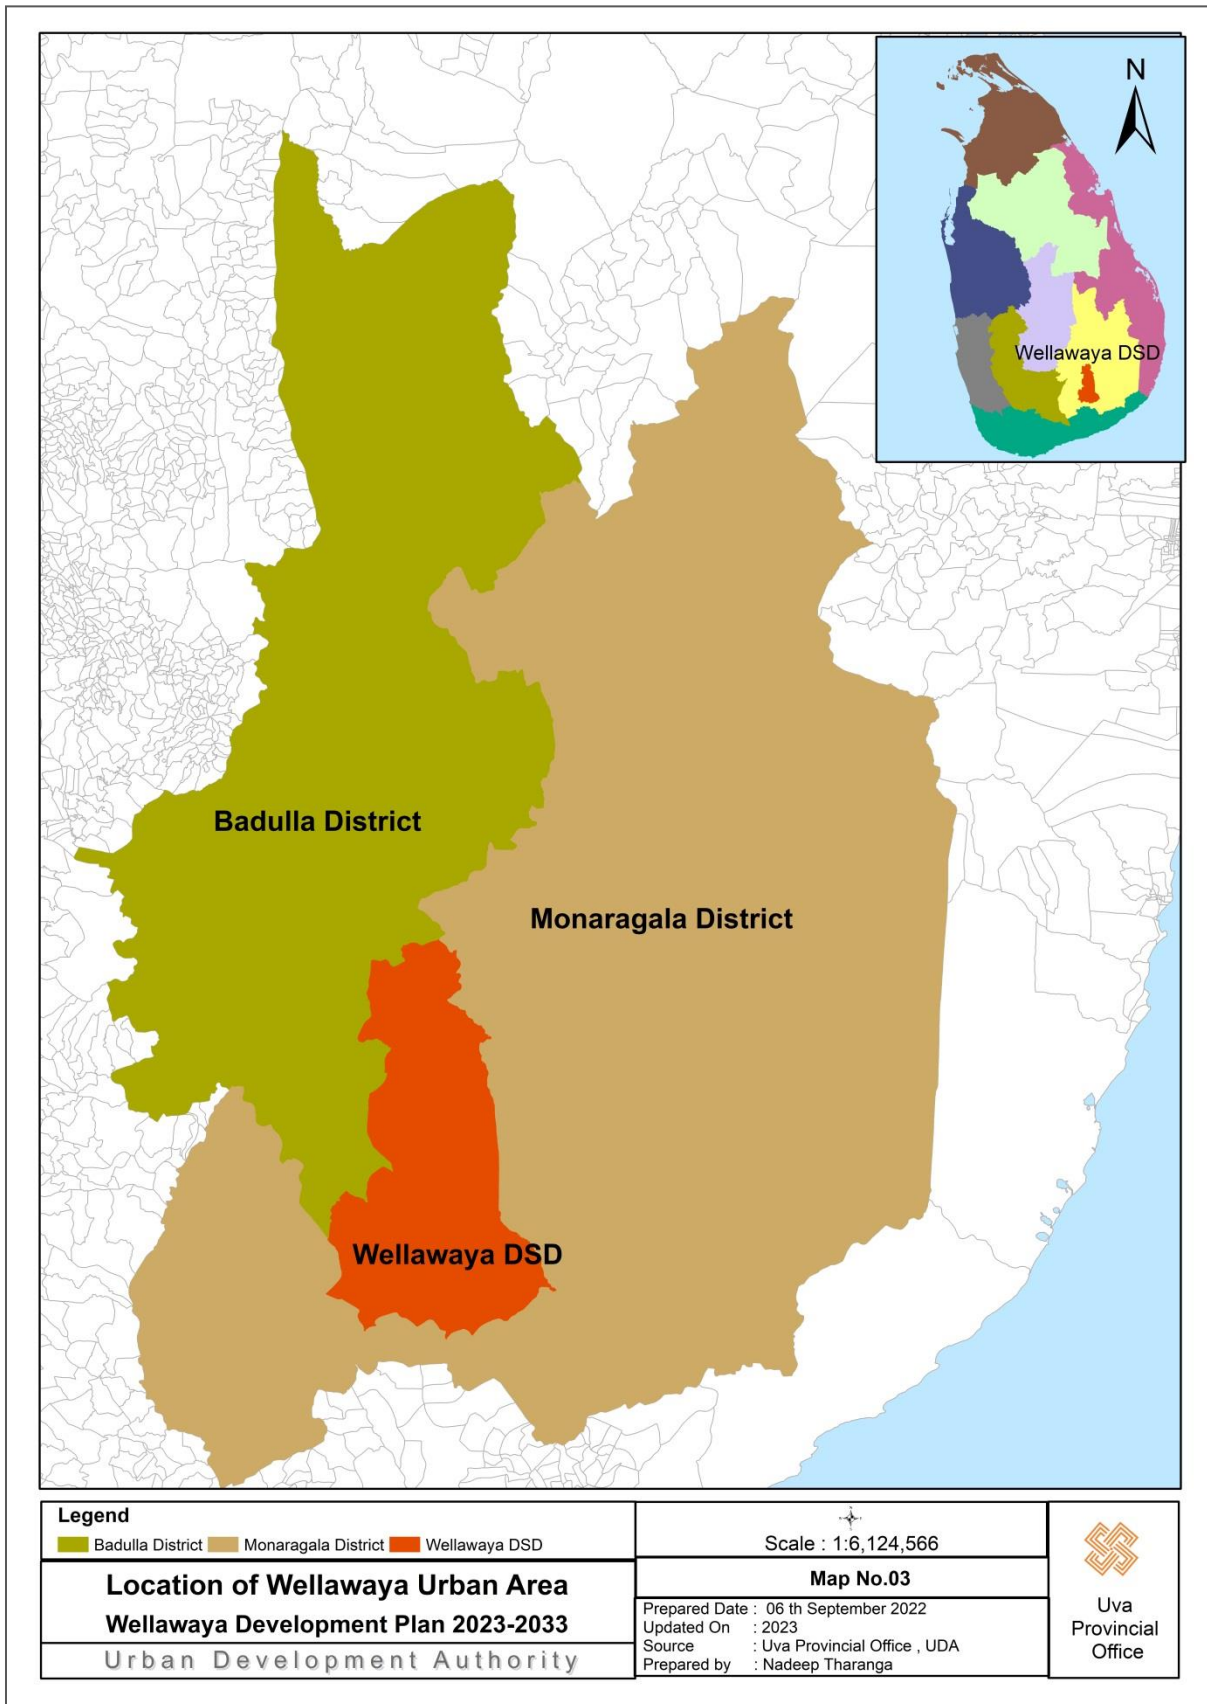 N
Wellawaya DSD
Badulla District
Monaragala District
Wellawaya DSD
Legend
Badulla District Monaragala District Wellawaya DSD
Location of Wellawaya Urban Area
Wellawaya Development Plan 2023-2033
Urban Development Authority
Scale : 1:6,124,566
Map No.03
Prepared Date : 06 th September 2022
Updated On : 2023
Source : Uva Provincial Office , UDA
Prepared by : Nadeep Tharanga
Uva
Provincial
Office